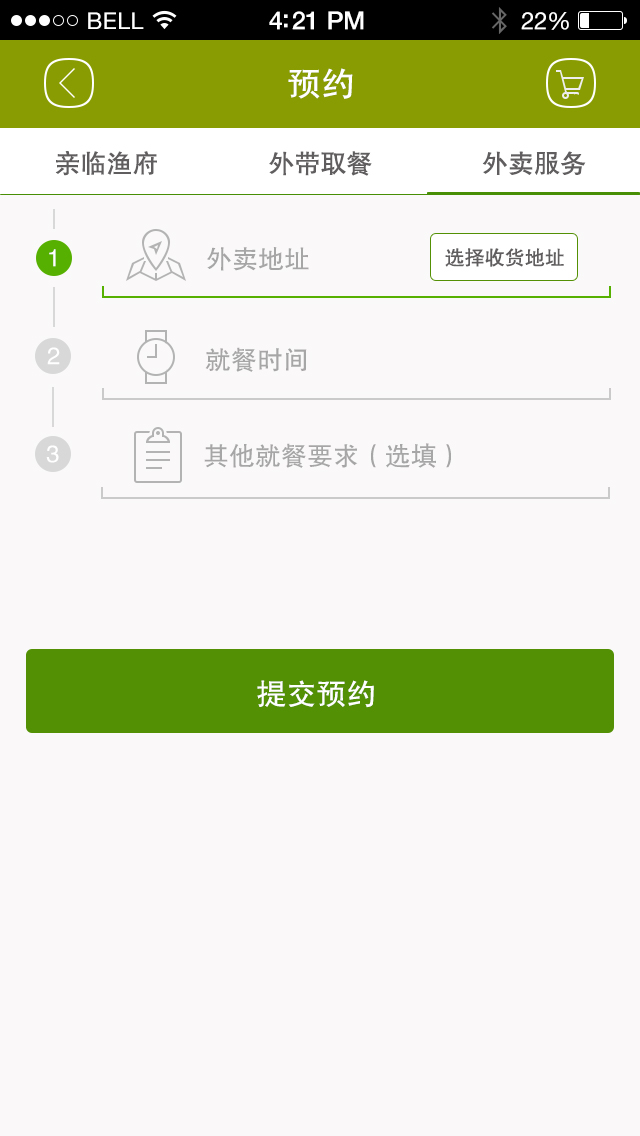 BELL 4:21 PM 22%
预约
亲临渔府 外带取餐 外卖服务
1 外卖地址 选择收货地址
2 就餐时间
3 其他就餐要求（选填）
提交预约